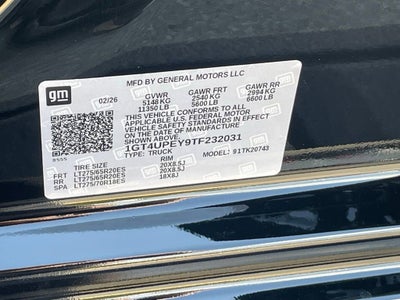 gm
MFD BY GENERAL MOTORS LLC
02/26 GVWR GAWR FRT GAWR RR
5148 KG 2540 KG 2994 KG
11350 LB 5600 LB 6600 LB
THIS VEHICLE CONFORMS TO ALL
APPLICABLE U.S. FEDERAL MOTOR
VEHICLE SAFETY STANDARDS IN EFFECT
ON THE DATE OF MANUFACTURE
SHOWN ABOVE.
1GT4UPEY9TF232031
TYPE: TRUCK MODEL: 91TK20743
TIRE SIZE RIM
FRT LT275/65R20ES 20X8.5J
RR LT275/65R20ES 20X8.5J
SPA LT275/70R18ES 18X8J